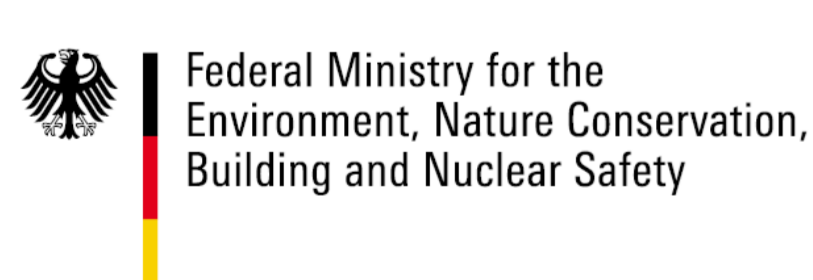 Federal Ministry for the
Environment, Nature Conservation,
Building and Nuclear Safety